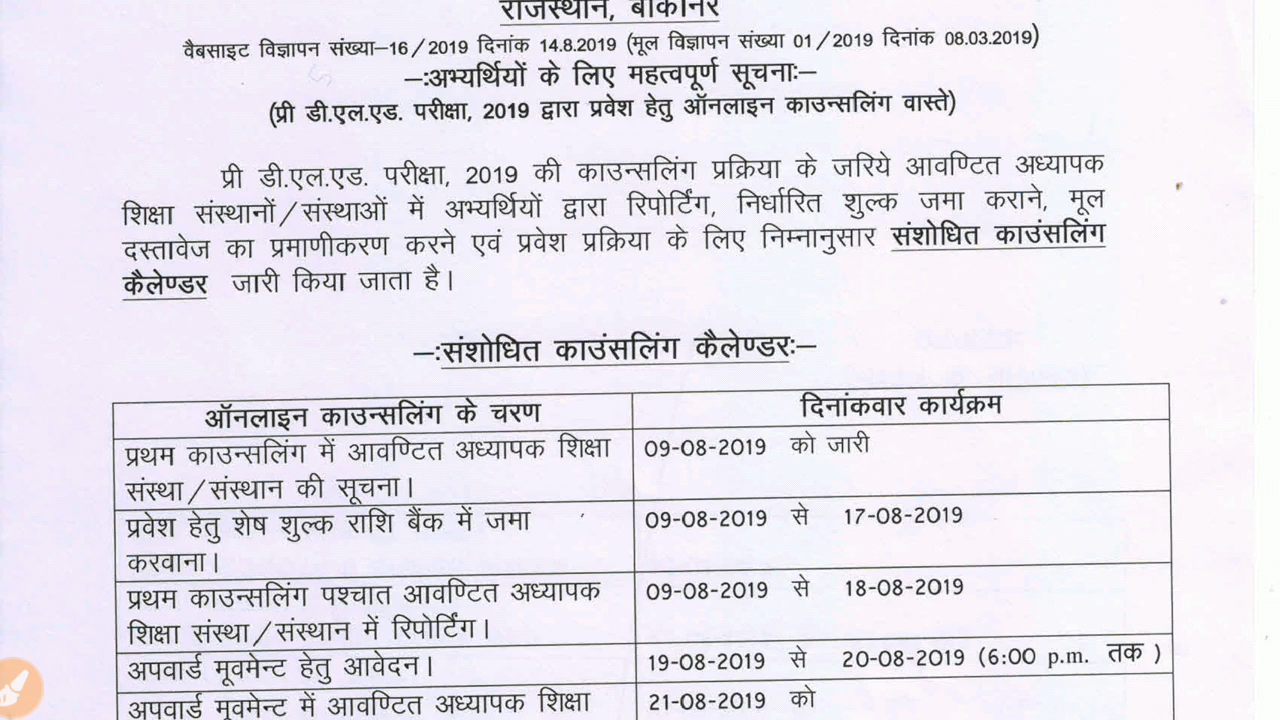 राजस्थान, बीकानेर
वैबसाइट विज्ञापन संख्या–16/2019 दिनांक 14.8.2019 (मूल विज्ञापन संख्या 01/2019 दिनांक 08.03.2019)
–:अभ्यर्थियों के लिए महत्वपूर्ण सूचनाः–
(प्री डी.एल.एड. परीक्षा, 2019 द्वारा प्रवेश हेतु ऑनलाइन काउन्सलिंग वास्ते)
प्री डी.एल.एड. परीक्षा, 2019 की काउन्सलिंग प्रक्रिया के जरिये आवण्टित अध्यापक
शिक्षा संस्थानों/संस्थाओं में अभ्यर्थियों द्वारा रिपोर्टिंग, निर्धारित शुल्क जमा कराने, मूल
दस्तावेज का प्रमाणीकरण करने एवं प्रवेश प्रक्रिया के लिए निम्नानुसार संशोधित काउंसलिंग
कैलेण्डर जारी किया जाता है।
–:संशोधित काउंसलिंग कैलेण्डरः–
ऑनलाइन काउन्सलिंग के चरण दिनांकवार कार्यक्रम
प्रथम काउन्सलिंग में आवण्टित अध्यापक शिक्षा 09-08-2019 को जारी
संस्था/संस्थान की सूचना।
प्रवेश हेतु शेष शुल्क राशि बैंक में जमा 09-08-2019 से 17-08-2019
करवाना।
प्रथम काउन्सलिंग पश्चात आवण्टित अध्यापक 09-08-2019 से 18-08-2019
शिक्षा संस्था/संस्थान में रिपोर्टिंग।
अपवार्ड मूवमेन्ट हेतु आवेदन। 19-08-2019 से 20-08-2019 (6:00 p.m. तक )
अपवार्ड मूवमेन्ट में आवण्टित अध्यापक शिक्षा 21-08-2019 को